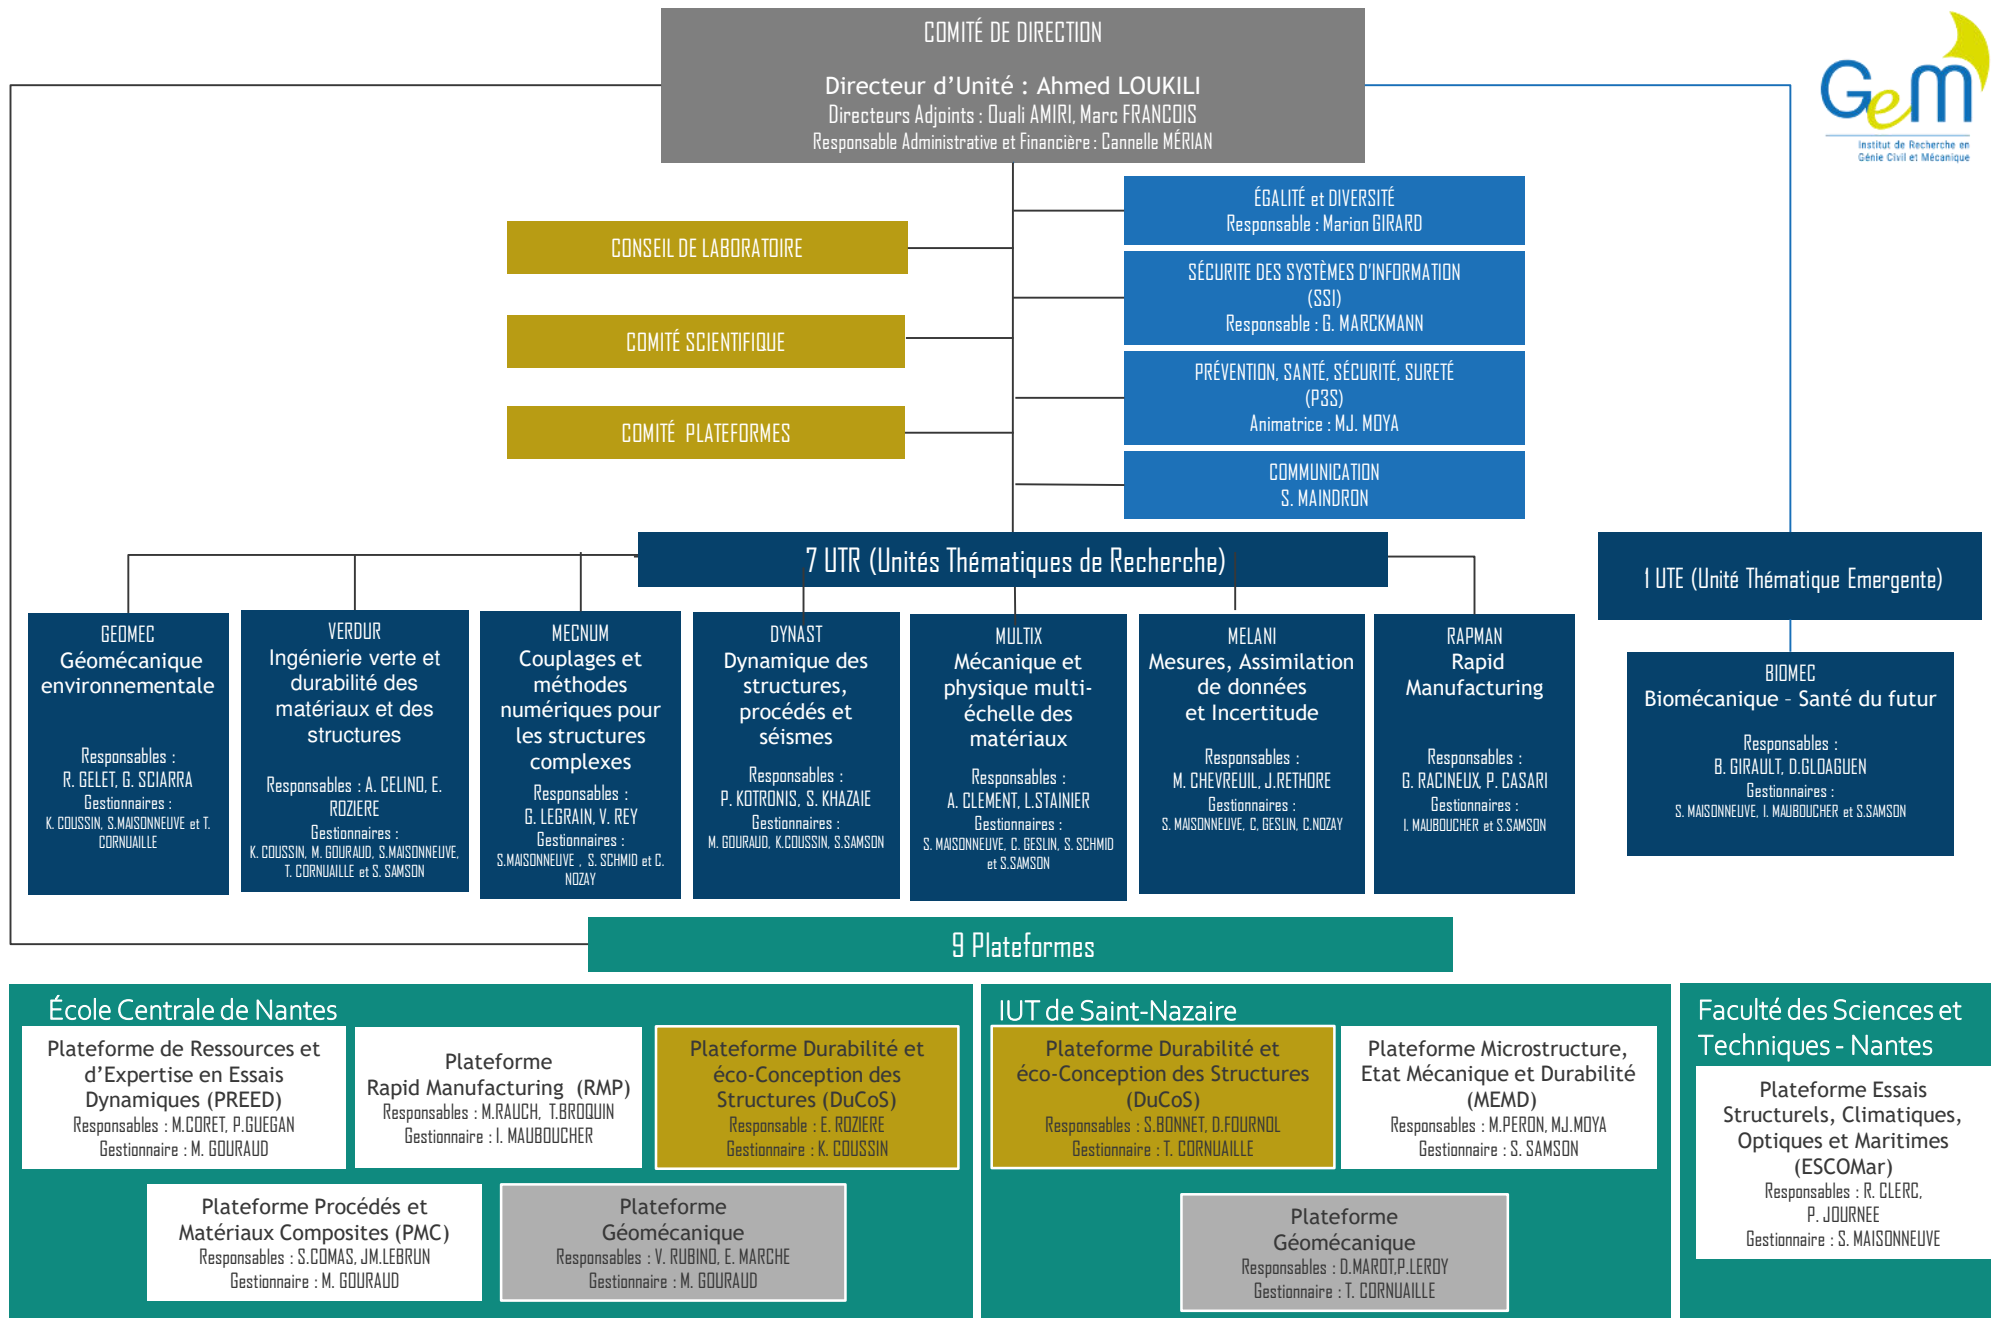 COMITÉ DE DIRECTION
Directeur d'Unité : Ahmed LOUKILI
Directeurs Adjoints : Ouali AMIRI, Marc FRANCOIS
Responsable Administrative et Financière : Cannelle MÉRIAN
GeM
Institut de Recherche en
Génie Civil et Mécanique
CONSEIL DE LABORATOIRE
COMITÉ SCIENTIFIQUE
COMITÉ PLATEFORMES
ÉGALITÉ et DIVERSITÉ
Responsable : Marion GIRARD
SÉCURITE DES SYSTÈMES D'INFORMATION
(SSI)
Responsable : G. MARCKMANN
PRÉVENTION, SANTÉ, SÉCURITÉ, SURETÉ
(P3S)
Animatrice : M.J. MOYA
COMMUNICATION
S. MAINDRON
7 UTR (Unités Thématiques de Recherche)
1 UTE (Unité Thématique Emergente)
GEOMEC
Géomécanique
environnementale
Responsables :
R. GELET, G. SCIARRA
Gestionnaires :
K. COUSSIN, S.MAISONNEUVE et T.
CORNUAILLE
VERDUR
Ingénierie verte et
durabilité des
matériaux et des
structures
Responsables : A. CELINO, E.
ROZIERE
Gestionnaires :
K. COUSSIN, M. GOURAUD, S.MAISONNEUVE,
T. CORNUAILLE et S. SAMSON
MECNUM
Couplages et
méthodes
numériques pour
les structures
complexes
Responsables :
G. LEGRAIN, V. REY
Gestionnaires :
S.MAISONNEUVE , S. SCHMID et C.
NOZAY
DYNAST
Dynamique des
structures,
procédés et
séismes
Responsables :
P. KOTRONIS, S. KHAZAIE
Gestionnaires :
M. GOURAUD, K.COUSSIN, S.SAMSON
MULTIX
Mécanique et
physique multi-
échelle des
matériaux
Responsables :
A. CLEMENT, L.STAINIER
Gestionnaires :
S. MAISONNEUVE, C. GESLIN, S. SCHMID
et S.SAMSON
MELANI
Mesures, Assimilation
de données
et Incertitude
Responsables :
M. CHEVREUIL, J.RETHORE
Gestionnaires :
S. MAISONNEUVE, C, GESLIN, C.NOZAY
RAPMAN
Rapid
Manufacturing
Responsables :
G. RACINEUX, P. CASARI
Gestionnaires :
I. MAUBOUCHER et S.SAMSON
BIOMEC
Biomécanique – Santé du futur
Responsables :
B. GIRAULT, D.GLOAGUEN
Gestionnaires :
S. MAISONNEUVE, I. MAUBOUCHER et S.SAMSON
9 Plateformes
École Centrale de Nantes
Plateforme de Ressources et
d'Expertise en Essais
Dynamiques (PREED)
Responsables : M.CORET, P.GUEGAN
Gestionnaire : M. GOURAUD
Plateforme
Rapid Manufacturing (RMP)
Responsables : M.RAUCH, T.BROQUIN
Gestionnaire : I. MAUBOUCHER
Plateforme Durabilité et
éco-Conception des
Structures (DuCoS)
Responsable : E. ROZIERE
Gestionnaire : K. COUSSIN
Plateforme Procédés et
Matériaux Composites (PMC)
Responsables : S.COMAS, JM.LEBRUN
Gestionnaire : M. GOURAUD
Plateforme
Géomécanique
Responsables : V. RUBINO, E. MARCHE
Gestionnaire : M. GOURAUD
IUT de Saint-Nazaire
Plateforme Durabilité et
éco-Conception des Structures
(DuCoS)
Responsables : S.BONNET, D.FOURNOL
Gestionnaire : T. CORNUAILLE
Plateforme Microstructure,
Etat Mécanique et Durabilité
(MEMD)
Responsables : M.PERON, M.J.MOYA
Gestionnaire : S. SAMSON
Plateforme
Géomécanique
Responsables : D.MAROT,P.LEROY
Gestionnaire : T. CORNUAILLE
Faculté des Sciences et
Techniques - Nantes
Plateforme Essais
Structurels, Climatiques,
Optiques et Maritimes
(ESCOMar)
Responsables : R. CLERC,
P. JOURNEE
Gestionnaire : S. MAISONNEUVE